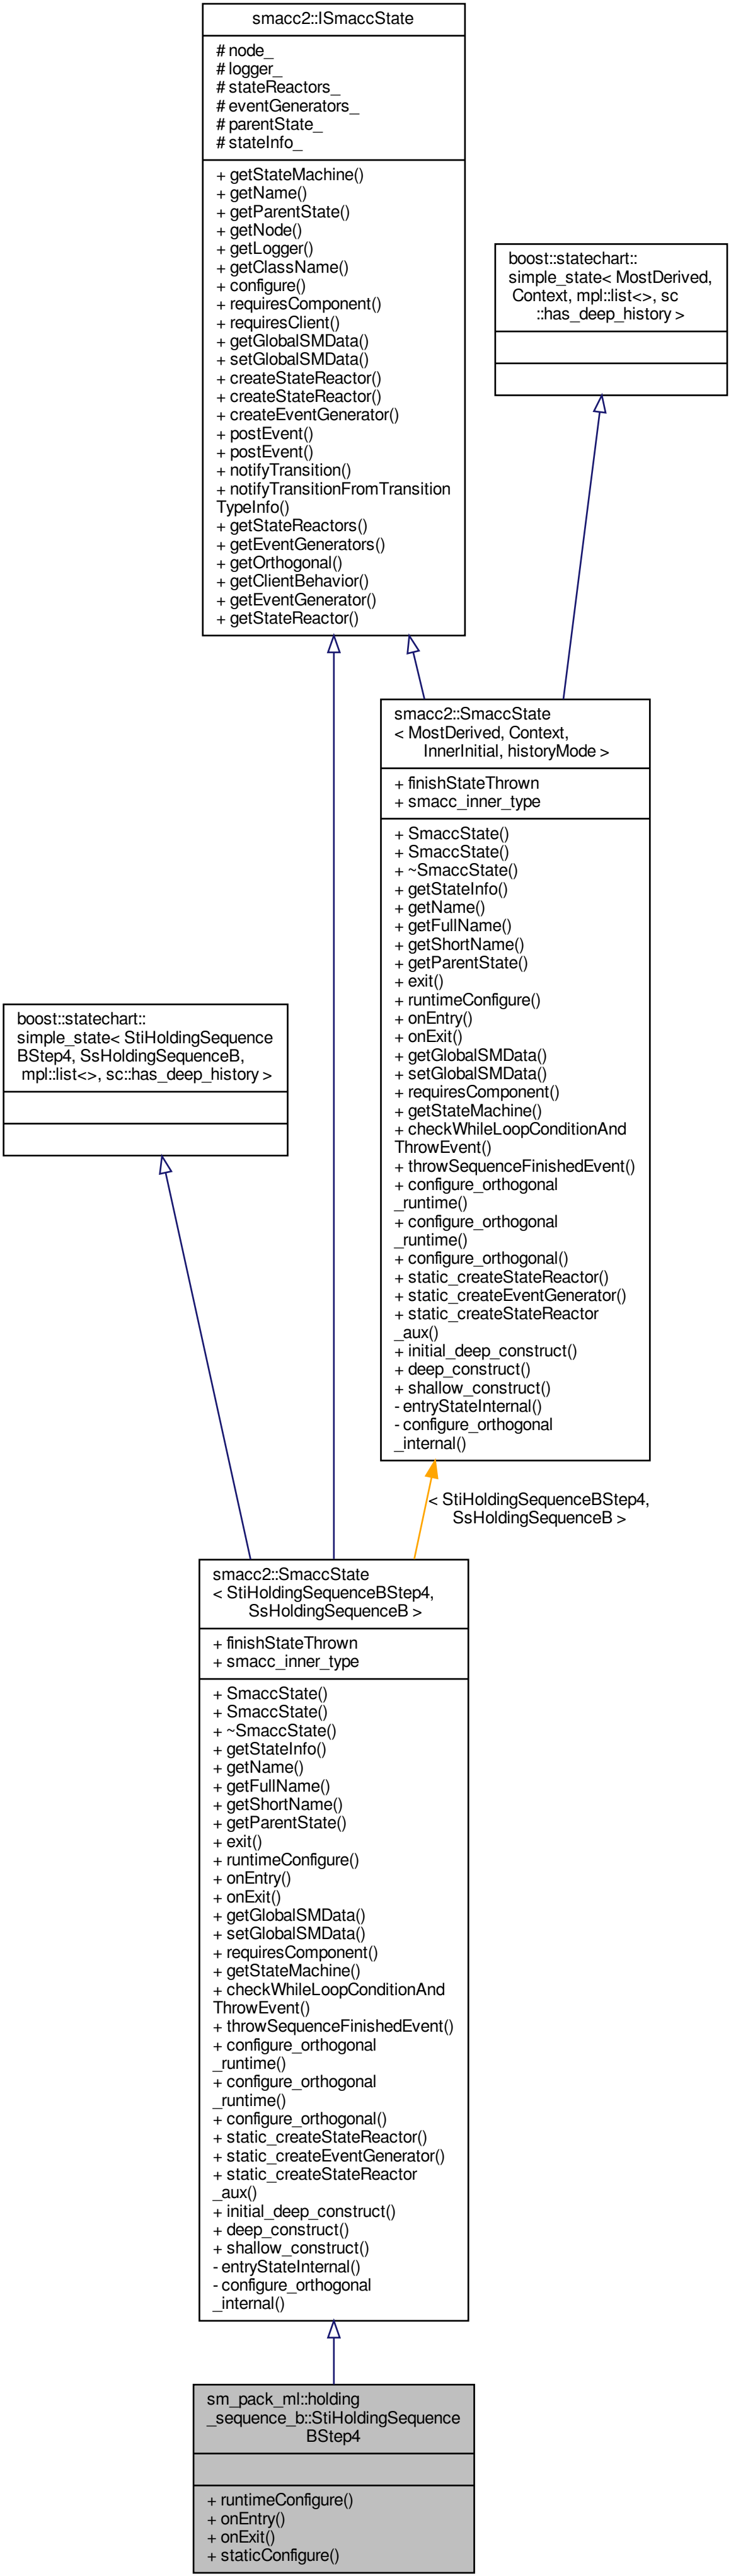 smacc2::ISmaccState
# node_
# logger_
# stateReactors_
# eventGenerators_
# parentState_
# stateInfo_
+ getStateMachine()
+ getName()
+ getParentState()
+ getNode()
+ getLogger()
+ getClassName()
+ configure()
+ requiresComponent()
+ requiresClient()
+ getGlobalSMData()
+ setGlobalSMData()
+ createStateReactor()
+ createStateReactor()
+ createEventGenerator()
+ postEvent()
+ postEvent()
+ notifyTransition()
+ notifyTransitionFromTransition
TypeInfo()
+ getStateReactors()
+ getEventGenerators()
+ getOrthogonal()
+ getClientBehavior()
+ getEventGenerator()
+ getStateReactor()
boost::statechart::
simple_state< MostDerived,
Context, mpl::list<>, sc
::has_deep_history >
smacc2::SmaccState
< MostDerived, Context,
InnerInitial, historyMode >
+ finishStateThrown
+ smacc_inner_type
+ SmaccState()
+ SmaccState()
+ ~SmaccState()
+ getStateInfo()
+ getName()
+ getFullName()
+ getShortName()
+ getParentState()
+ exit()
+ runtimeConfigure()
+ onEntry()
+ onExit()
+ getGlobalSMData()
+ setGlobalSMData()
+ requiresComponent()
+ getStateMachine()
+ checkWhileLoopConditionAnd
ThrowEvent()
+ throwSequenceFinishedEvent()
+ configure_orthogonal
_runtime()
+ configure_orthogonal
_runtime()
+ configure_orthogonal()
+ static_createStateReactor()
+ static_createEventGenerator()
+ static_createStateReactor
_aux()
+ initial_deep_construct()
+ deep_construct()
+ shallow_construct()
- entryStateInternal()
- configure_orthogonal
_internal()
boost::statechart::
simple_state< StiHoldingSequence
BStep4, SsHoldingSequenceB,
mpl::list<>, sc::has_deep_history >
< StiHoldingSequenceBStep4,
SsHoldingSequenceB >
smacc2::SmaccState
< StiHoldingSequenceBStep4,
SsHoldingSequenceB >
+ finishStateThrown
+ smacc_inner_type
+ SmaccState()
+ SmaccState()
+ ~SmaccState()
+ getStateInfo()
+ getName()
+ getFullName()
+ getShortName()
+ getParentState()
+ exit()
+ runtimeConfigure()
+ onEntry()
+ onExit()
+ getGlobalSMData()
+ setGlobalSMData()
+ requiresComponent()
+ getStateMachine()
+ checkWhileLoopConditionAnd
ThrowEvent()
+ throwSequenceFinishedEvent()
+ configure_orthogonal
_runtime()
+ configure_orthogonal
_runtime()
+ configure_orthogonal()
+ static_createStateReactor()
+ static_createEventGenerator()
+ static_createStateReactor
_aux()
+ initial_deep_construct()
+ deep_construct()
+ shallow_construct()
- entryStateInternal()
- configure_orthogonal
_internal()
sm_pack_ml::holding
_sequence_b::StiHoldingSequence
BStep4
+ runtimeConfigure()
+ onEntry()
+ onExit()
+ staticConfigure()